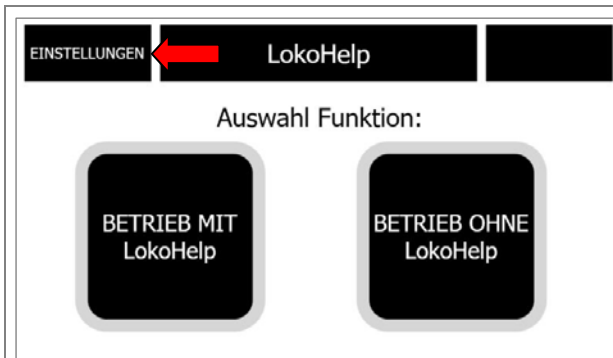 EINSTELLUNGEN
LokoHelp
Auswahl Funktion:
BETRIEB MIT
LokoHelp
BETRIEB OHNE
LokoHelp